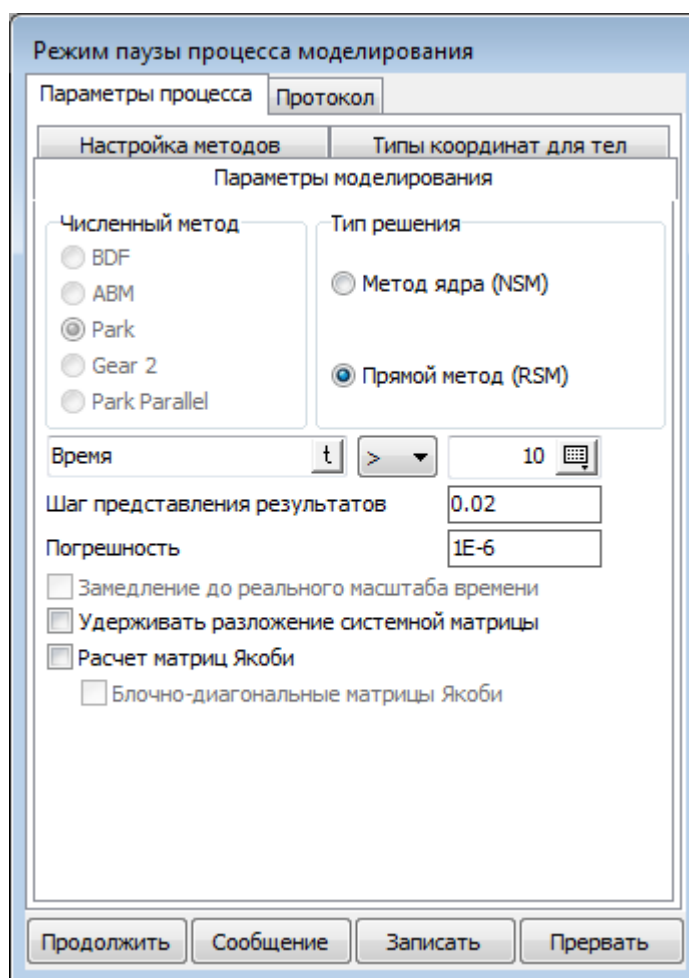 Режим паузы процесса моделирования
Параметры процесса Протокол
Настройка методов Типы координат для тел
Параметры моделирования
Численный метод Тип решения
BDF
ABM Метод ядра (NSM)
Park
Gear 2 Прямой метод (RSM)
Park Parallel
Время t > 10
Шаг представления результатов 0.02
Погрешность 1E-6
Замедление до реального масштаба времени
Удерживать разложение системной матрицы
Расчет матриц Якоби
Блочно-диагональные матрицы Якоби
Продолжить Сообщение Записать Прервать